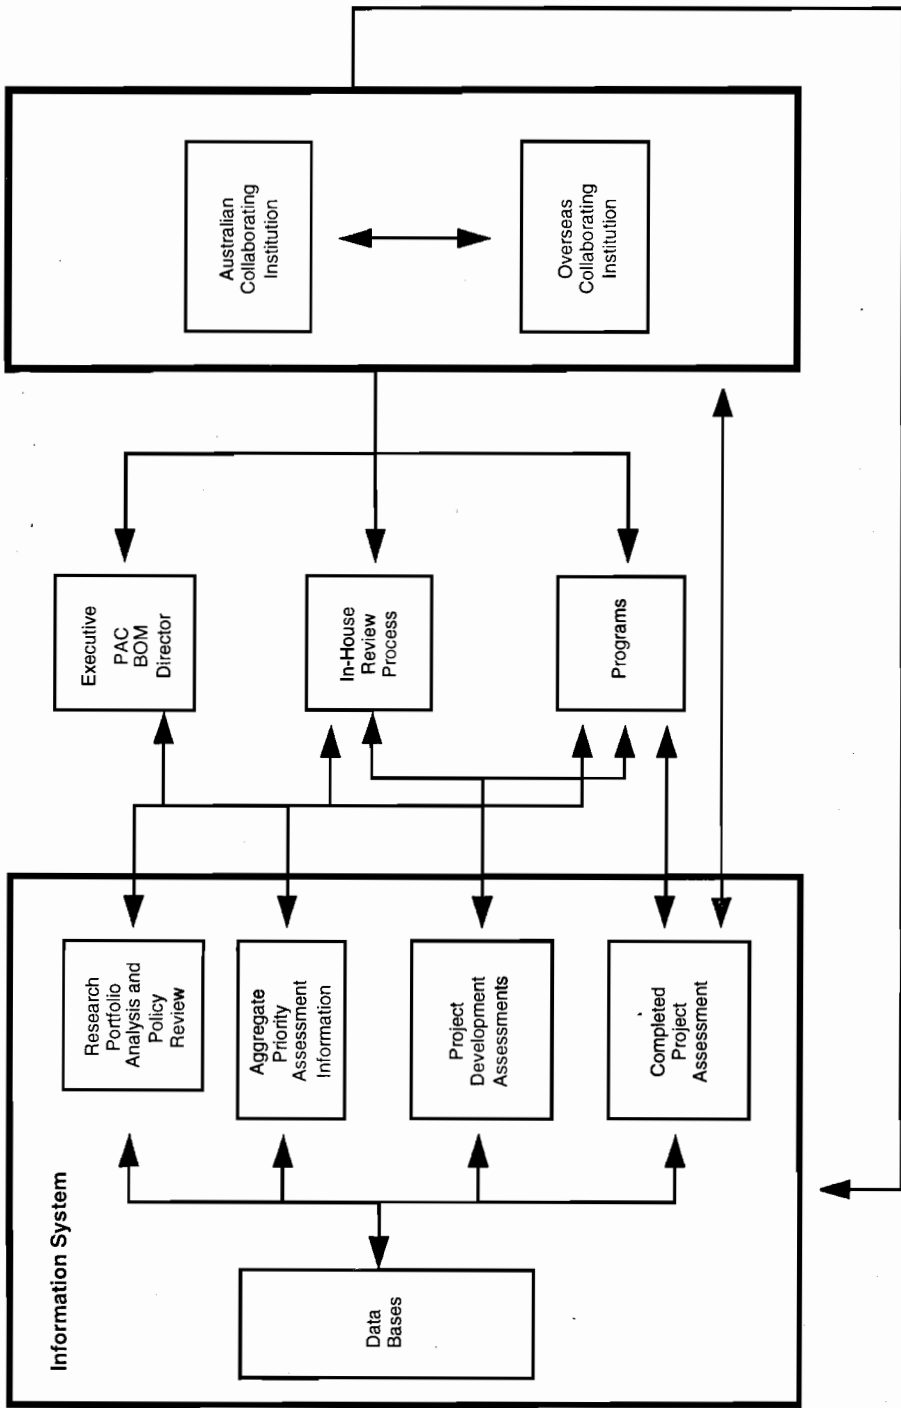 Information System
Data
Bases
Research
Portfolio
Analysis and
Policy
Review
Aggregate
Priority
Assessment
Information
Project
Development
Assessments
Completed
Project
Assessment
Executive
PAC
BOM
Director
In-House
Review
Process
Programs
Australian
Collaborating
Institution
Overseas
Collaborating
Institution